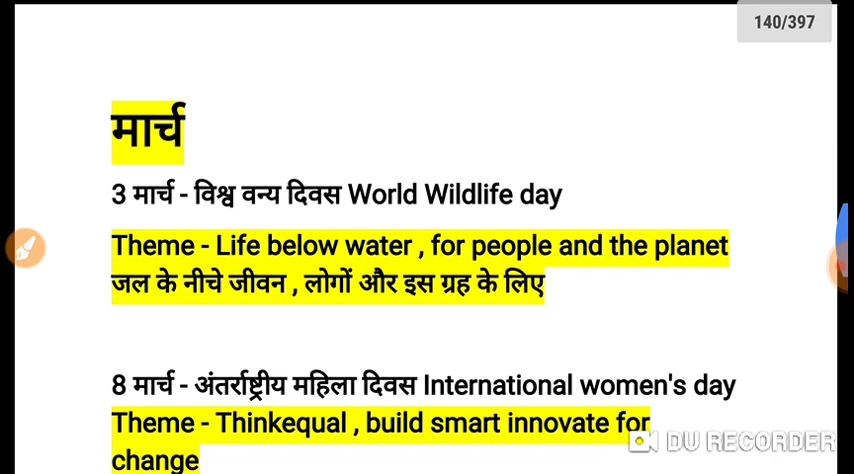 140/397
मार्च
3 मार्च - विश्व वन्य दिवस World Wildlife day
Theme - Life below water , for people and the planet
जल के नीचे जीवन , लोगों और इस ग्रह के लिए
8 मार्च - अंतर्राष्ट्रीय महिला दिवस International women's day
Theme - Thinkequal , build smart innovate for
change
DU RECORDER